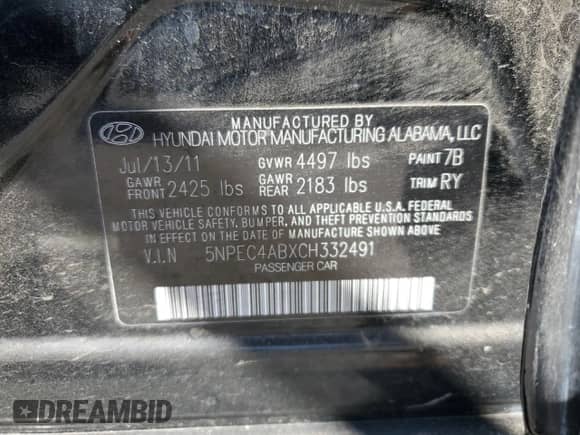 MANUFACTURED BY
HYUNDAI MOTOR MANUFACTURING ALABAMA, LLC
Jul/13/11 GVWR 4497 lbs PAINT 7B
GAWR FRONT 2425 lbs GAWR REAR 2183 lbs TRIM RY
THIS VEHICLE CONFORMS TO ALL APPLICABLE U.S.A. FEDERAL
MOTOR VEHICLE SAFETY, BUMPER, AND THEFT PREVENTION STANDARDS
IN EFFECT ON THE DATE OF MANUFACTURE SHOWN ABOVE.
V.I.N 5NPEC4ABXCH332491
PASSENGER CAR
DREAMBID